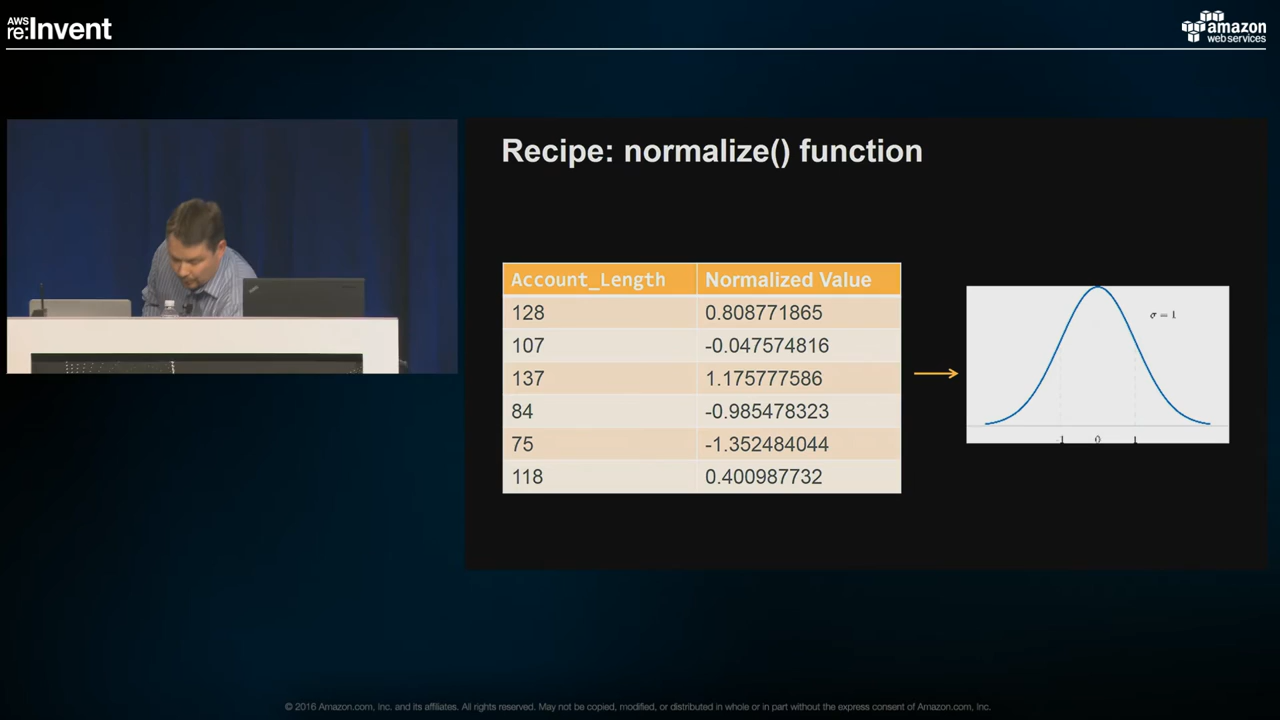 AWS
re:Invent
amazon
web services
Recipe: normalize() function
Account_Length Normalized Value
128 0.808771865
107 -0.047574816
137 1.175777586
84 -0.985478323
75 -1.352484044
118 0.400987732
σ = 1
-1 0 1
© 2016 Amazon.com, Inc. and its affiliates. All rights reserved. May not be copied, modified, or distributed in whole or in part without the express consent of Amazon.com, Inc.